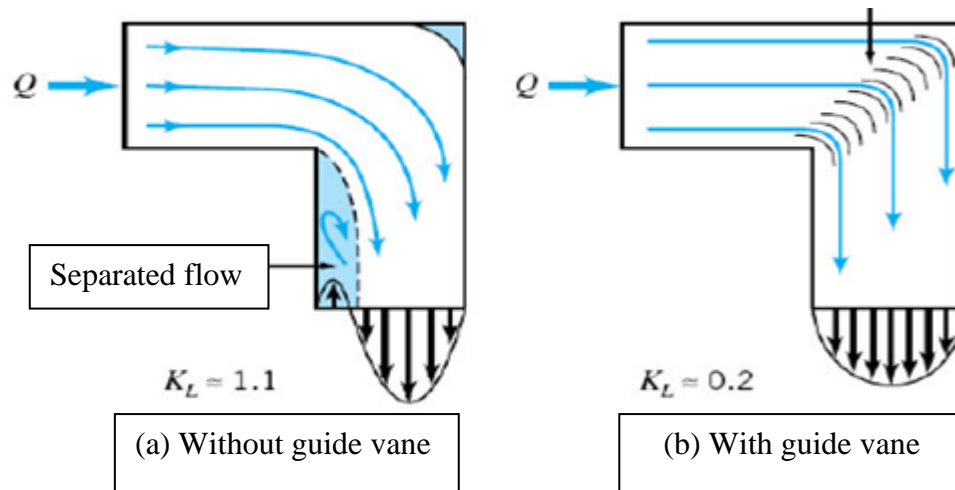 Q
Separated flow
K_L ≈ 1.1
(a) Without guide vane
Q
K_L ≈ 0.2
(b) With guide vane